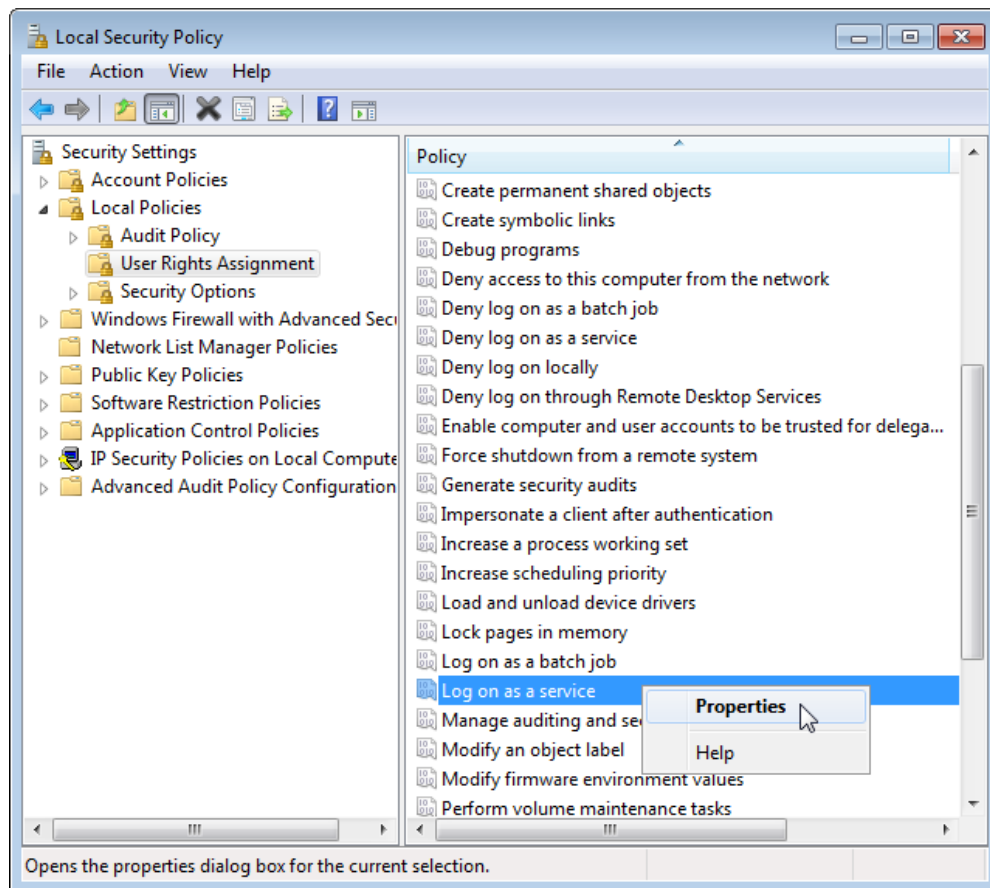 Local Security Policy
File Action View Help
Security Settings
Account Policies
Local Policies
Audit Policy
User Rights Assignment
Security Options
Windows Firewall with Advanced Secu
Network List Manager Policies
Public Key Policies
Software Restriction Policies
Application Control Policies
IP Security Policies on Local Compute
Advanced Audit Policy Configuration
Policy
Create permanent shared objects
Create symbolic links
Debug programs
Deny access to this computer from the network
Deny log on as a batch job
Deny log on as a service
Deny log on locally
Deny log on through Remote Desktop Services
Enable computer and user accounts to be trusted for delega...
Force shutdown from a remote system
Generate security audits
Impersonate a client after authentication
Increase a process working set
Increase scheduling priority
Load and unload device drivers
Lock pages in memory
Log on as a batch job
Log on as a service
Manage auditing and se
Modify an object label
Modify firmware environment values
Perform volume maintenance tasks
Properties
Help
Opens the properties dialog box for the current selection.